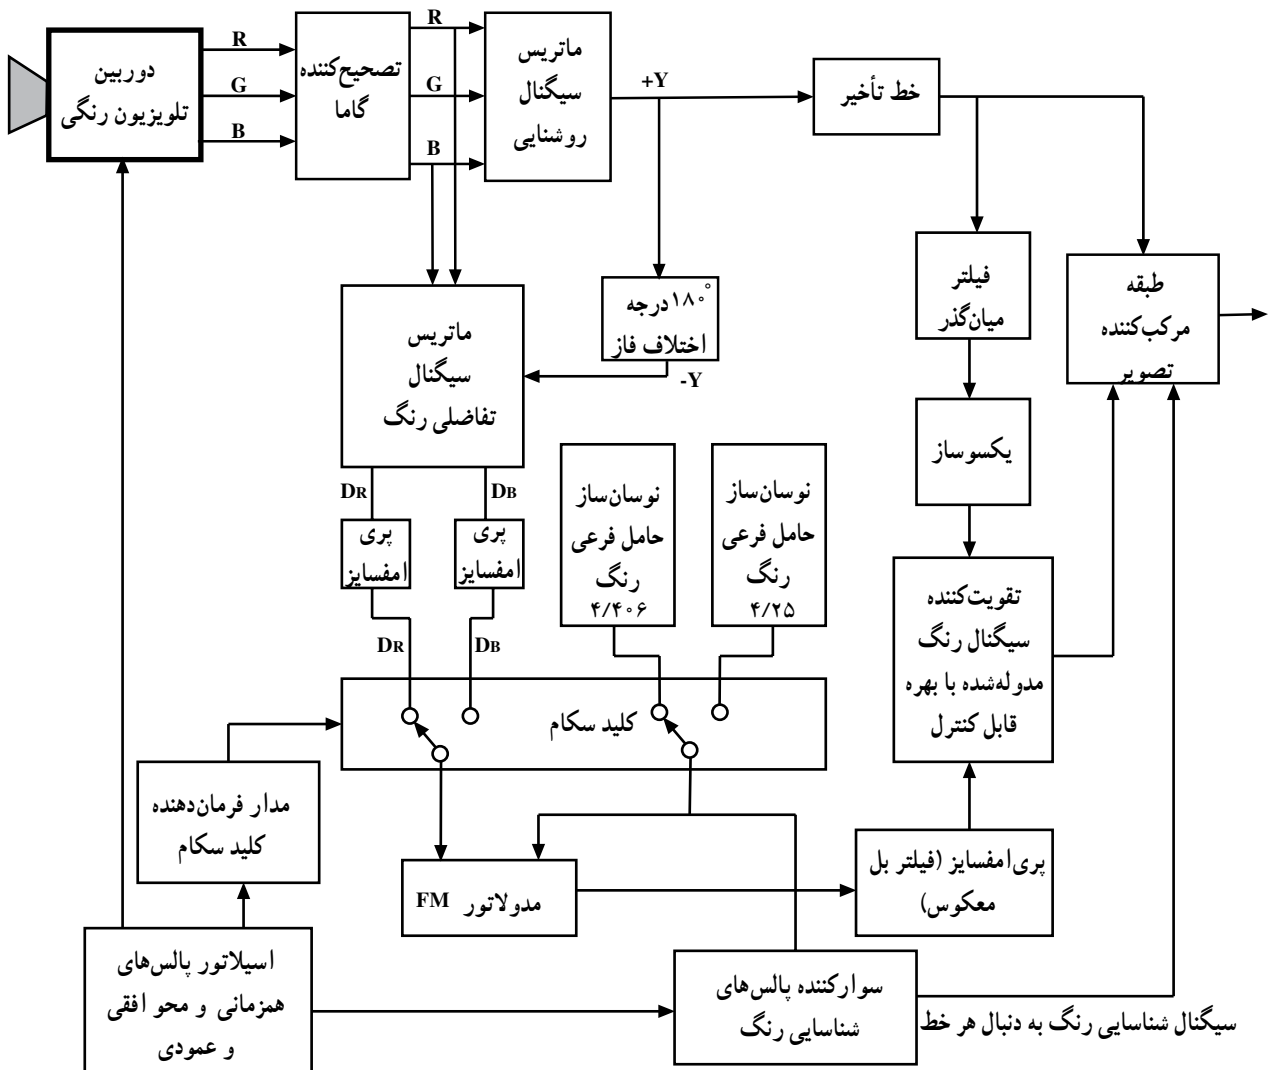 دوربین
تلویزیون رنگی
R
G
B
تصحیح‌کننده
گاما
R
G
B
ماتریس
سیگنال
روشنایی
+Y
خط تأخیر
فیلتر
میان‌گذر
طبقه
مرکب‌کننده
تصویر
۱۸۰° درجه
اختلاف فاز
-Y
ماتریس
سیگنال
تفاضلی رنگ
یکسوساز
DR
DB
پری
امفسایز
پری
امفسایز
نوسان‌ساز
حامل فرعی
رنگ
۴/۴۰۶
نوسان‌ساز
حامل فرعی
رنگ
۴/۲۵
تقویت‌کننده
سیگنال رنگ
مدوله‌شده با بهره
قابل کنترل
DR
DB
کلید سکام
مدار فرمان‌دهنده
کلید سکام
مدولاتور FM
پری‌امفسایز (فیلتر بل
معکوس)
اسیلاتور پالس‌های
همزمانی و محو افقی
و عمودی
سوارکننده پالس‌های
شناسایی رنگ
سیگنال شناسایی رنگ به دنبال هر خط